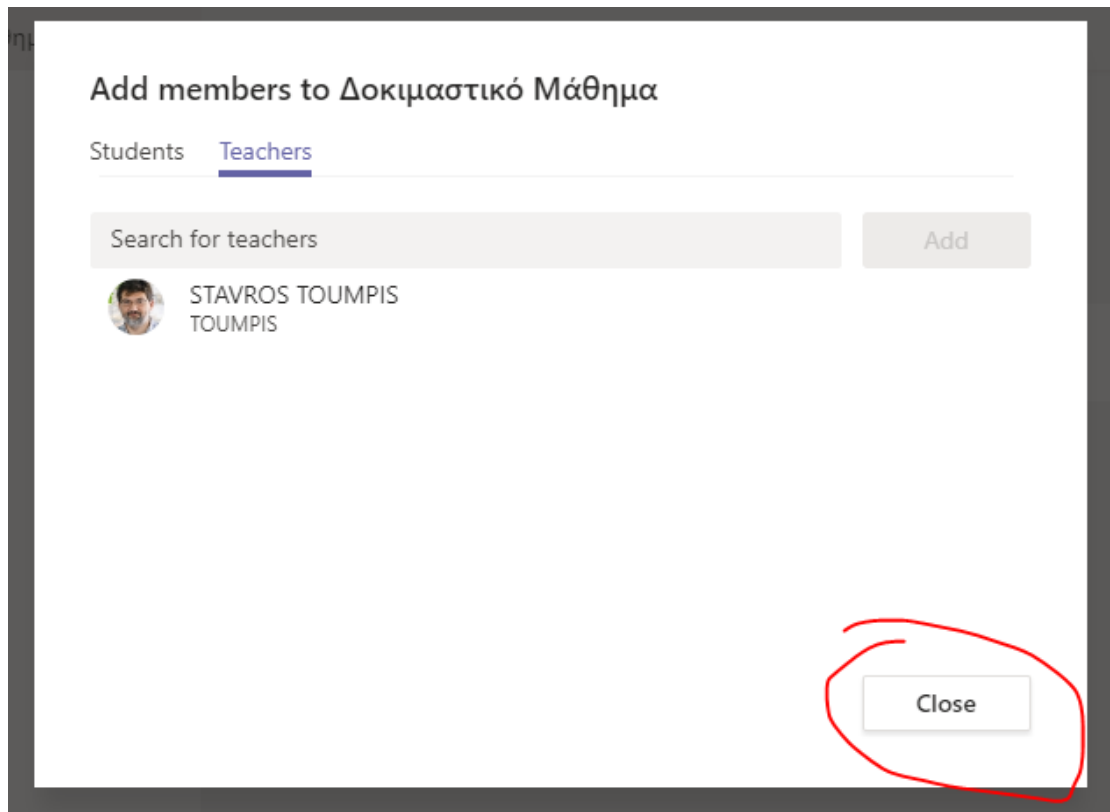 Add members to Δοκιμαστικό Μάθημα
Students Teachers
Search for teachers Add
STAVROS TOUMPIS
TOUMPIS
Close